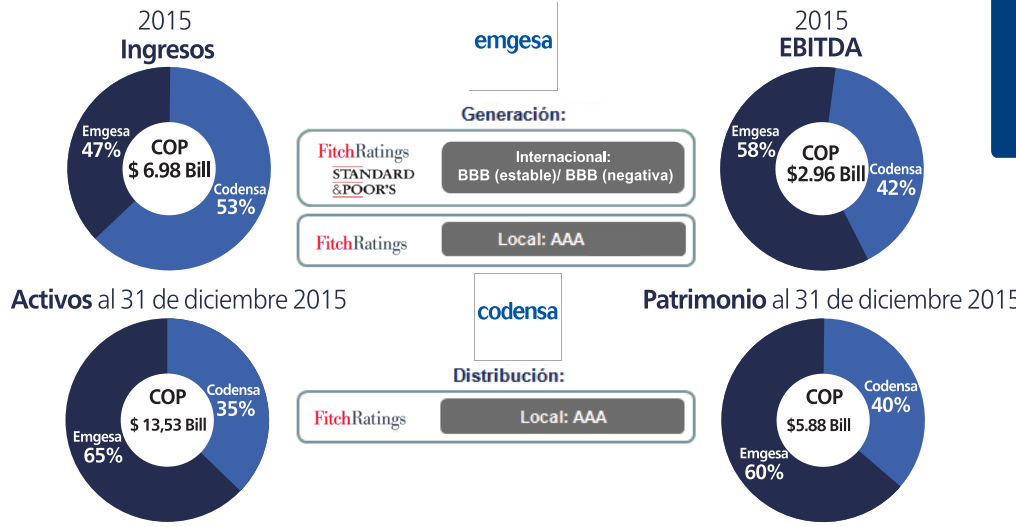 2015
Ingresos
Emgesa
47%
COP
$ 6.98 Bill
Codensa
53%
emgesa
Generación:
FitchRatings
STANDARD
&POOR'S
Internacional:
BBB (estable)/ BBB (negativa)
FitchRatings
Local: AAA
2015
EBITDA
Emgesa
58%
COP
$2.96 Bill
Codensa
42%
Activos al 31 de diciembre 2015
COP
$ 13,53 Bill
Codensa
35%
Emgesa
65%
codensa
Distribución:
FitchRatings
Local: AAA
Patrimonio al 31 de diciembre 2015
COP
$5.88 Bill
Codensa
40%
Emgesa
60%